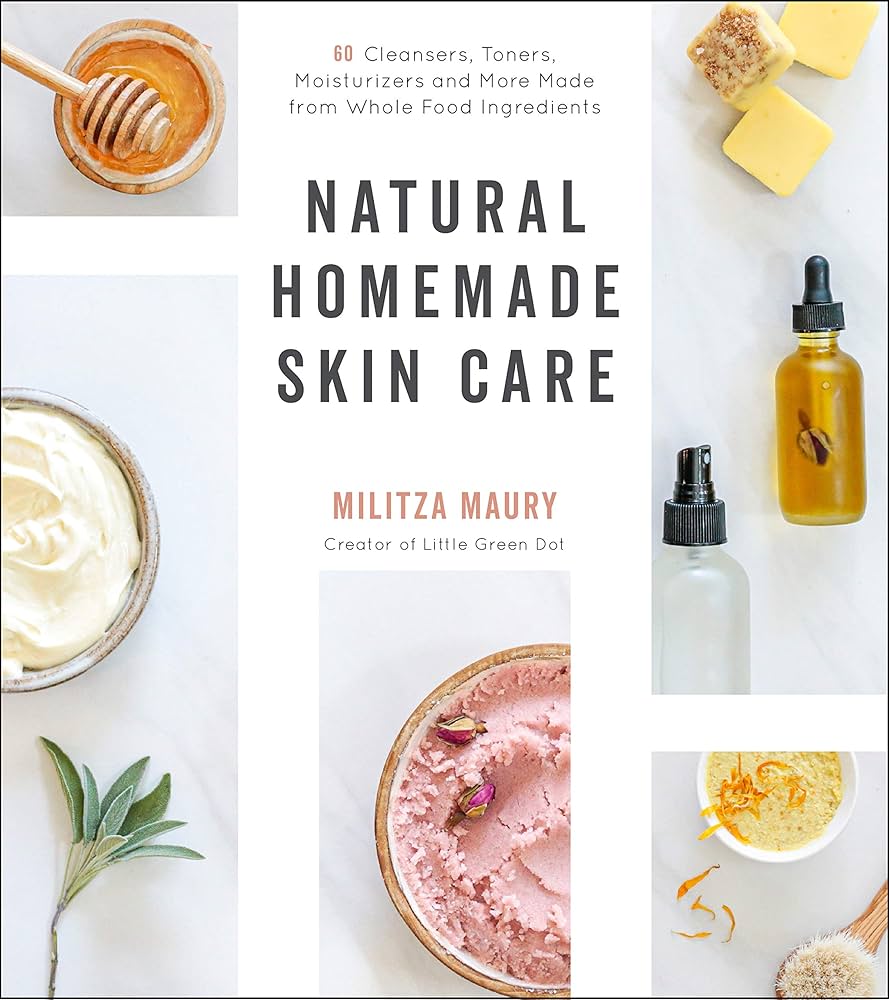 60 Cleansers, Toners,
Moisturizers and More Made
from Whole Food Ingredients
NATURAL
HOMEMADE
SKIN CARE
MILITZA MAURY
Creator of Little Green Dot